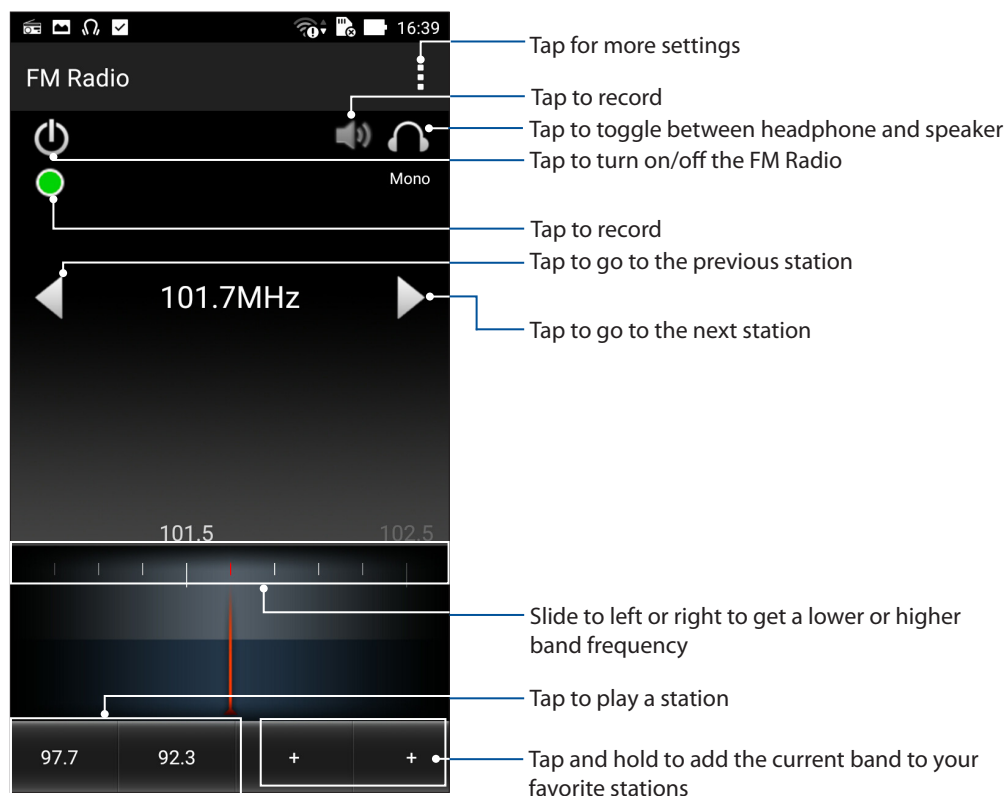 16:39
Tap for more settings
FM Radio
Tap to record
Tap to toggle between headphone and speaker
Tap to turn on/off the FM Radio
Mono
Tap to record
Tap to go to the previous station
101.7MHz
Tap to go to the next station
101.5
102.5
Slide to left or right to get a lower or higher
band frequency
Tap to play a station
97.7
92.3
+
+
Tap and hold to add the current band to your
favorite stations